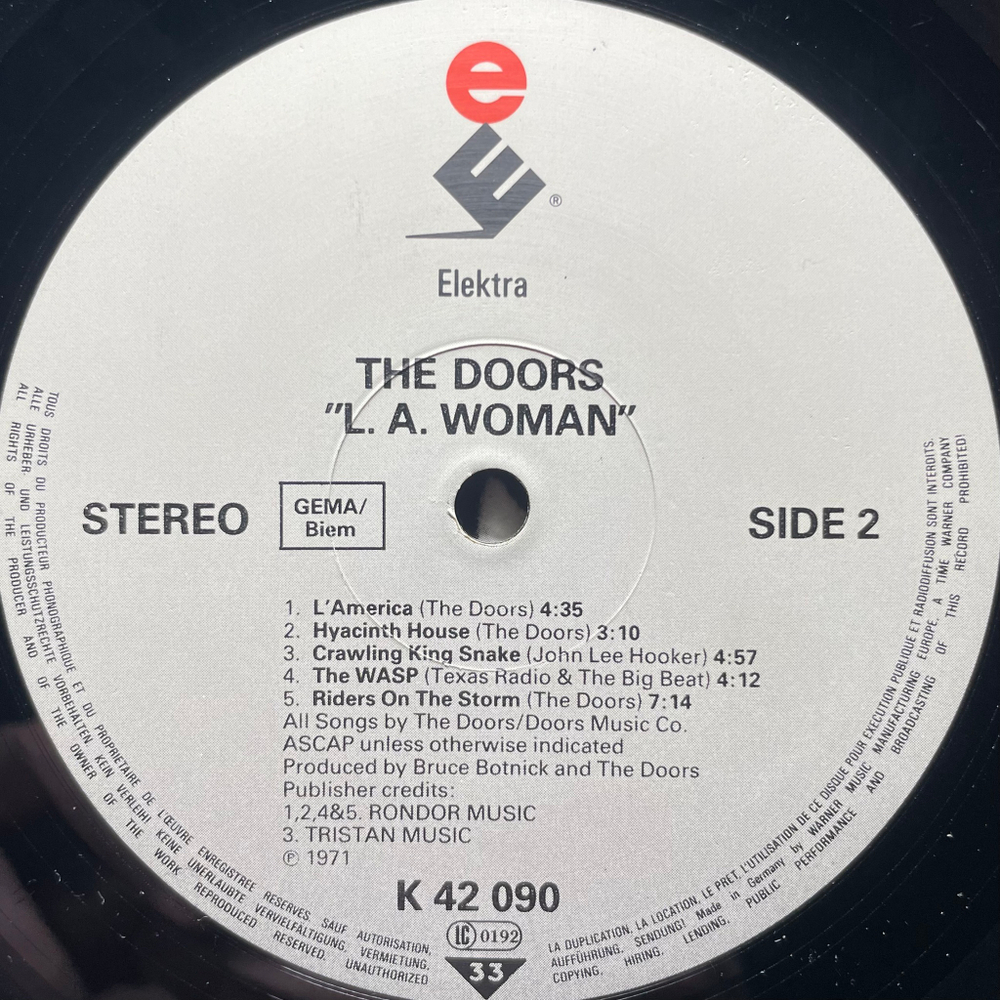 e
E ®
Elektra
THE DOORS
"L. A. WOMAN"
STEREO
GEMA/
Biem
SIDE 2
1. L'America (The Doors) 4:35
2. Hyacinth House (The Doors) 3:10
3. Crawling King Snake (John Lee Hooker) 4:57
4. The WASP (Texas Radio & The Big Beat) 4:12
5. Riders On The Storm (The Doors) 7:14
All Songs by The Doors/Doors Music Co.
ASCAP unless otherwise indicated
Produced by Bruce Botnick and The Doors
Publisher credits:
1,2,4&5. RONDOR MUSIC
3. TRISTAN MUSIC
℗ 1971
K 42 090
LC 0192
33
TOUS DROITS DU PRODUCTEUR PHONOGRAPHIQUE ET DU PROPRIETAIRE DE L'ŒUVRE ENREGISTREE RESERVES. SAUF AUTORISATION,
LA DUPLICATION, LA LOCATION, LE PRET, L'UTILISATION DE CE DISQUE POUR EXECUTION PUBLIQUE ET RADIODIFFUSION SONT INTERDITS.
ALLE URHEBER- UND LEISTUNGSSCHUTZRECHTE VORBEHALTEN. KEIN VERLEIH! KEINE UNERLAUBTE VERVIELFÄLTIGUNG, VERMIETUNG,
AUFFÜHRUNG, SENDUNG! Made in Germany by WARNER MUSIC MANUFACTURING EUROPE. A TIME WARNER COMPANY
ALL RIGHTS OF THE PRODUCER AND OF THE OWNER OF THE WORK REPRODUCED RESERVED. UNAUTHORIZED
COPYING, HIRING, LENDING, PUBLIC PERFORMANCE AND BROADCASTING OF THIS RECORD PROHIBITED!